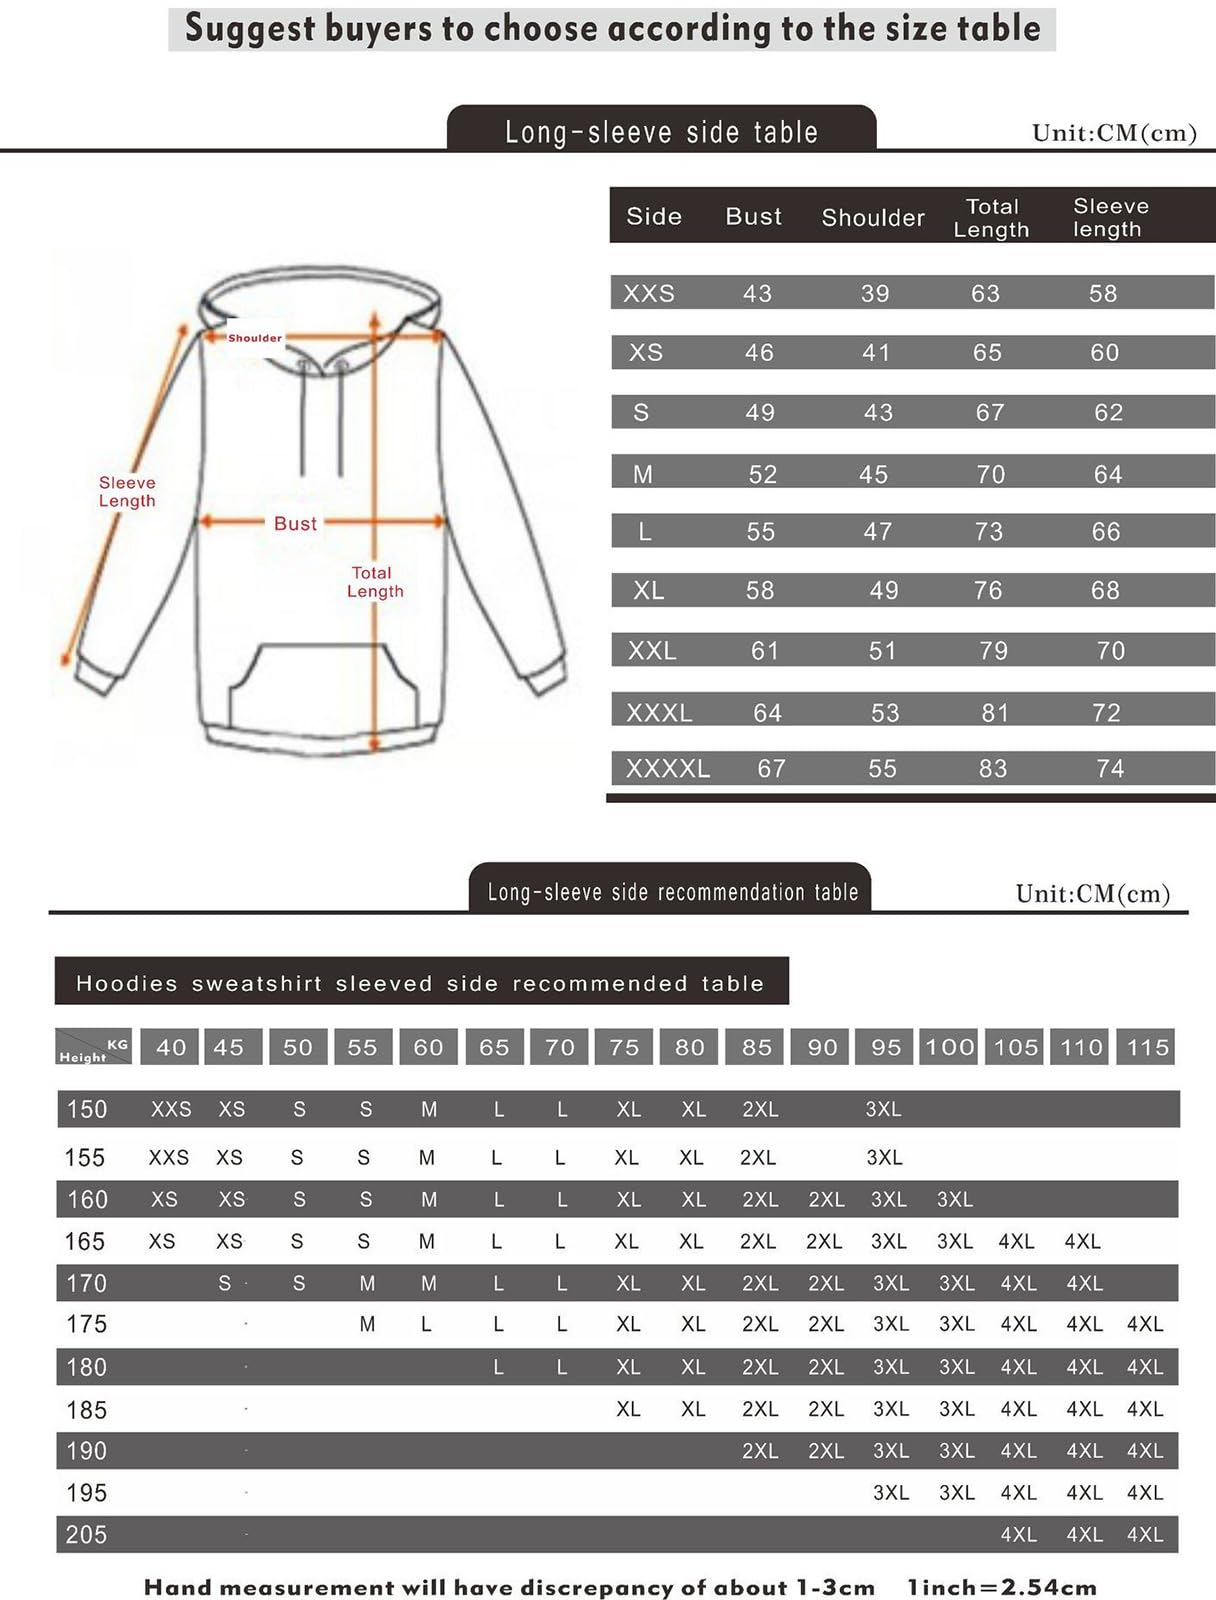 Suggest buyers to choose according to the size table
Long-sleeve side table
Unit:CM(cm)
Side Bust Shoulder Total Length Sleeve length
XXS 43 39 63 58
XS 46 41 65 60
S 49 43 67 62
M 52 45 70 64
L 55 47 73 66
XL 58 49 76 68
XXL 61 51 79 70
XXXL 64 53 81 72
XXXXL 67 55 83 74
Shoulder
Sleeve
Length
Bust
Total
Length
Long-sleeve side recommendation table
Unit:CM(cm)
Hoodies sweatshirt sleeved side recommended table
KG
Height
40 45 50 55 60 65 70 75 80 85 90 95 100 105 110 115
150 XXS XS S S M L L XL XL 2XL 3XL
155 XXS XS S S M L L XL XL 2XL 3XL
160 XS XS S S M L L XL XL 2XL 2XL 3XL 3XL
165 XS XS S S M L L XL XL 2XL 2XL 3XL 3XL 4XL 4XL
170 S S M M L L XL XL 2XL 2XL 3XL 3XL 4XL 4XL
175 M L L L XL XL 2XL 2XL 3XL 3XL 4XL 4XL 4XL
180 L L XL XL 2XL 2XL 3XL 3XL 4XL 4XL 4XL
185 XL XL 2XL 2XL 3XL 3XL 4XL 4XL 4XL
190 2XL 2XL 3XL 3XL 4XL 4XL 4XL
195 3XL 3XL 4XL 4XL 4XL
205 4XL 4XL 4XL
Hand measurement will have discrepancy of about 1-3cm 1inch=2.54cm